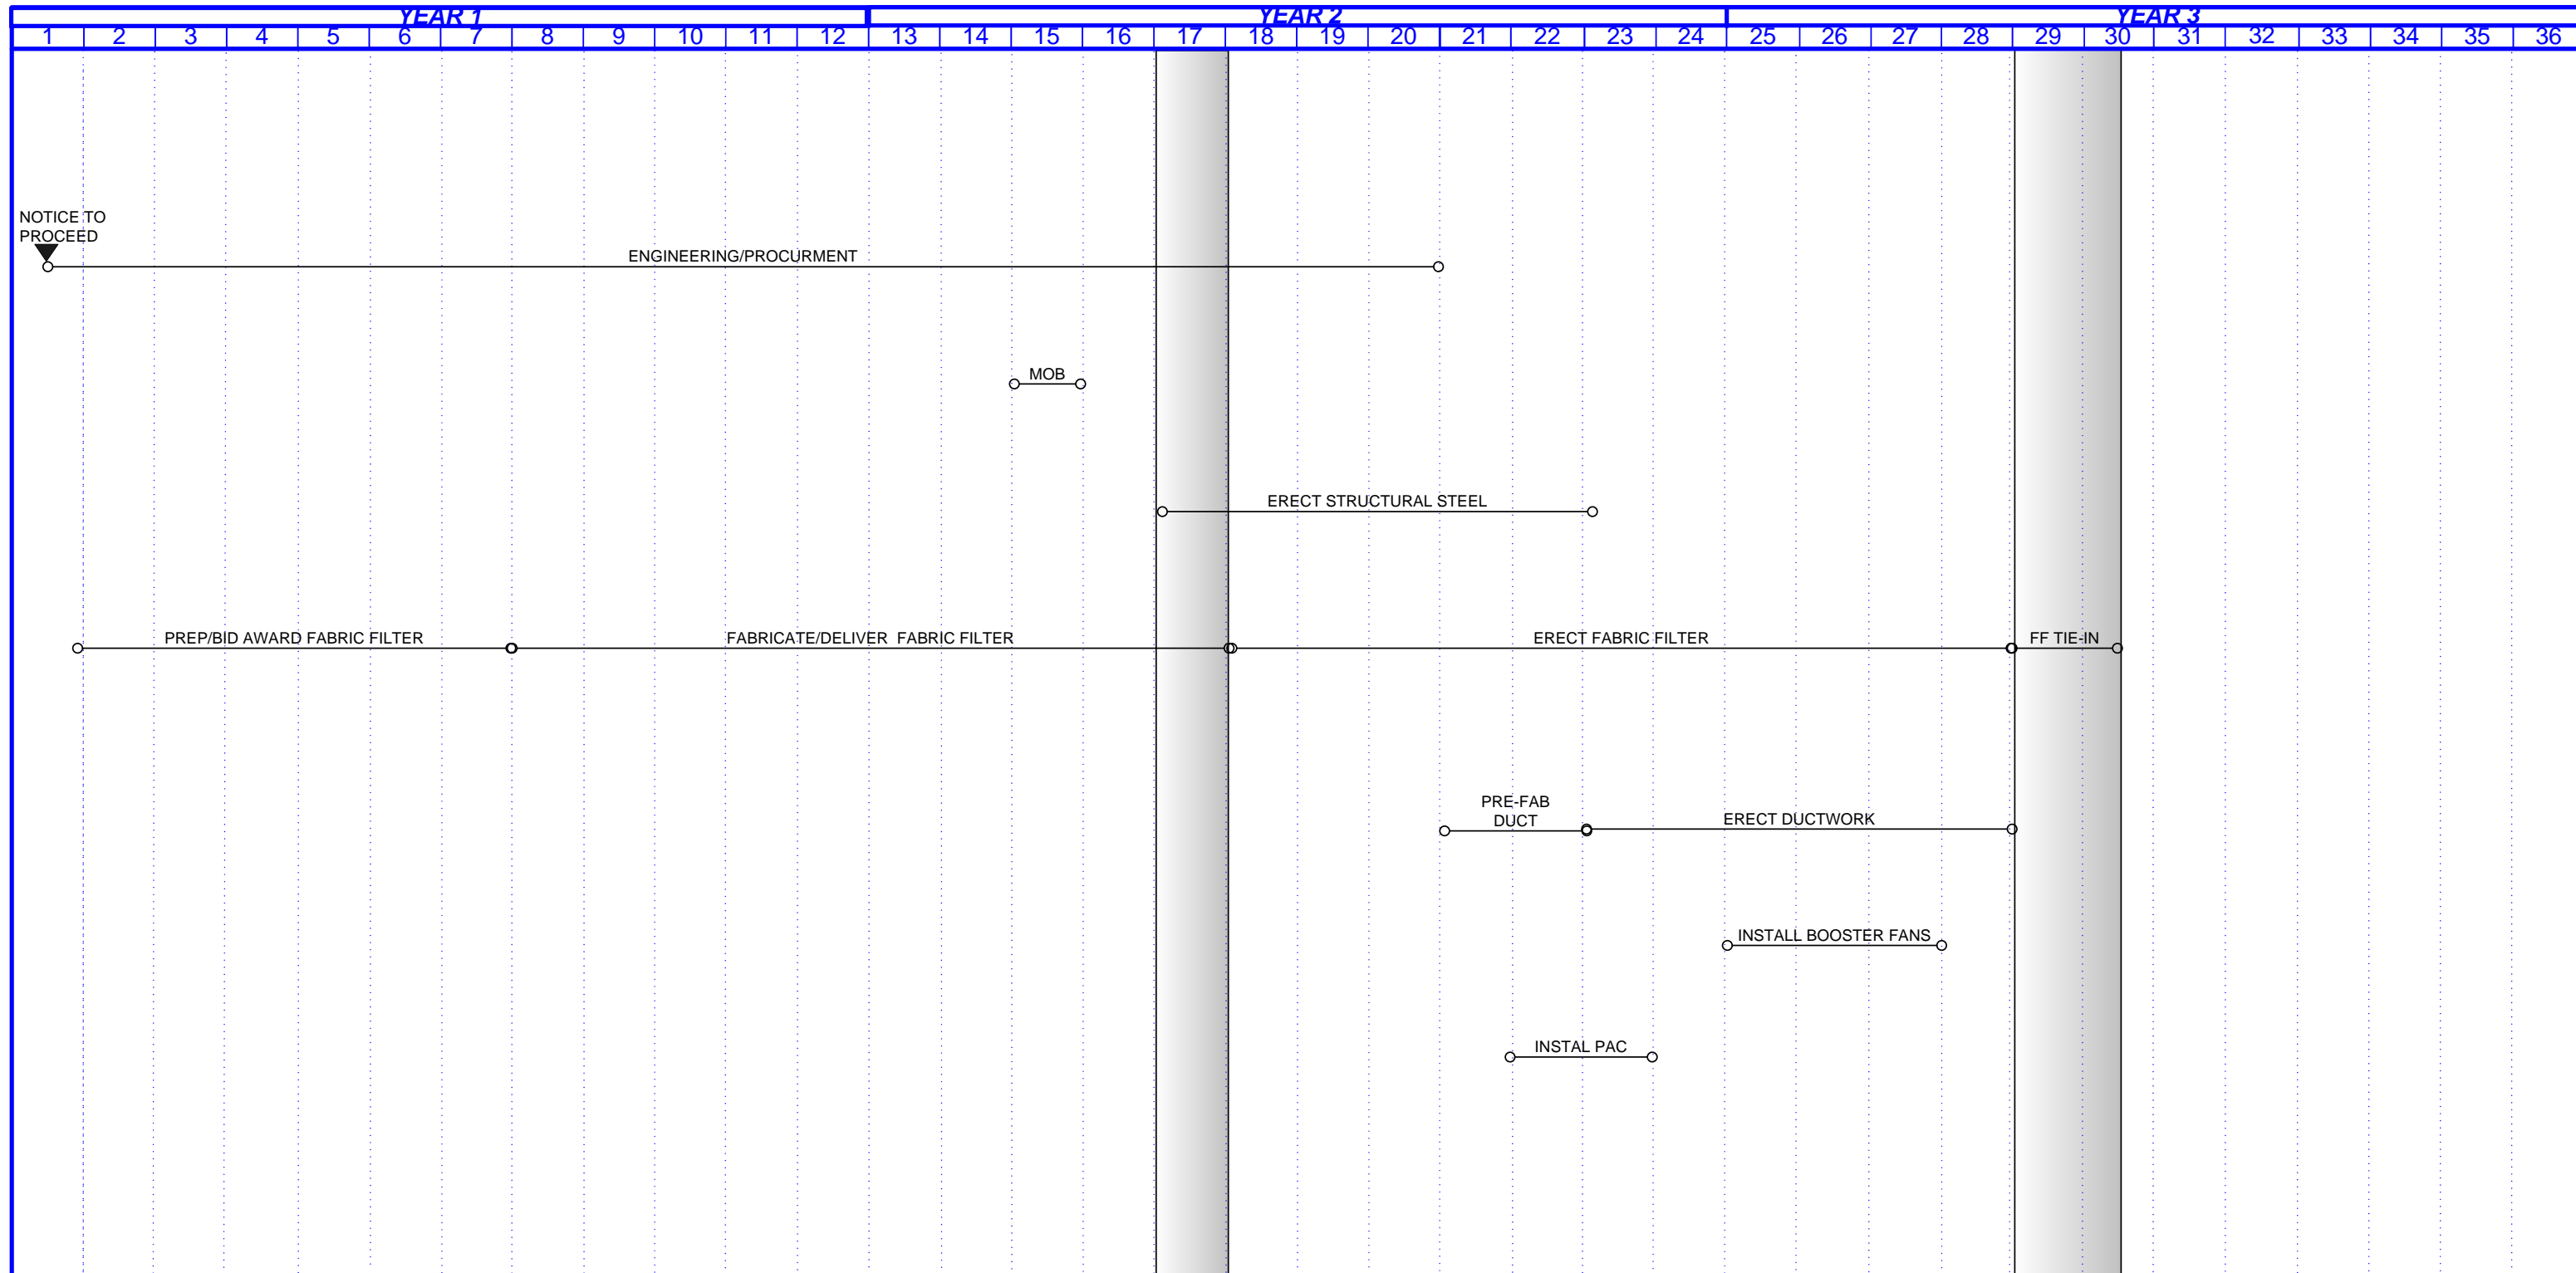 YEAR 1 YEAR 2 YEAR 3
1 2 3 4 5 6 7 8 9 10 11 12 13 14 15 16 17 18 19 20 21 22 23 24 25 26 27 28 29 30 31 32 33 34 35 36
NOTICE TO
PROCEED
ENGINEERING/PROCURMENT
MOB
ERECT STRUCTURAL STEEL
PREP/BID AWARD FABRIC FILTER FABRICATE/DELIVER FABRIC FILTER ERECT FABRIC FILTER FF TIE-IN
PRE-FAB
DUCT
ERECT DUCTWORK
INSTALL BOOSTER FANS
INSTAL PAC